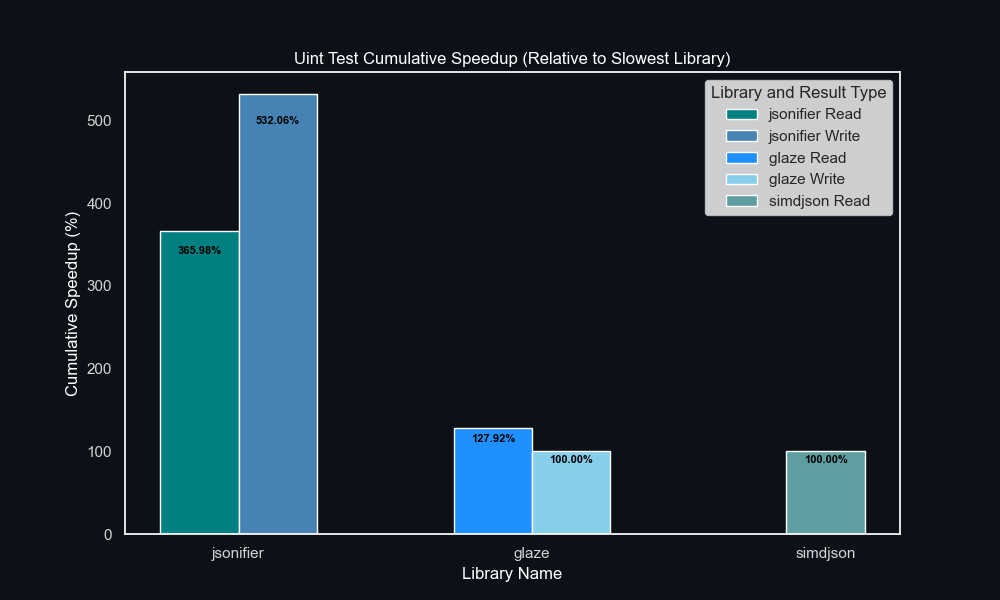 Uint Test Cumulative Speedup (Relative to Slowest Library)
Library and Result Type
jsonifier Read
jsonifier Write
glaze Read
glaze Write
simdjson Read
Cumulative Speedup (%)
500
400
300
200
100
0
532.06%
365.98%
127.92%
100.00%
100.00%
jsonifier
glaze
simdjson
Library Name